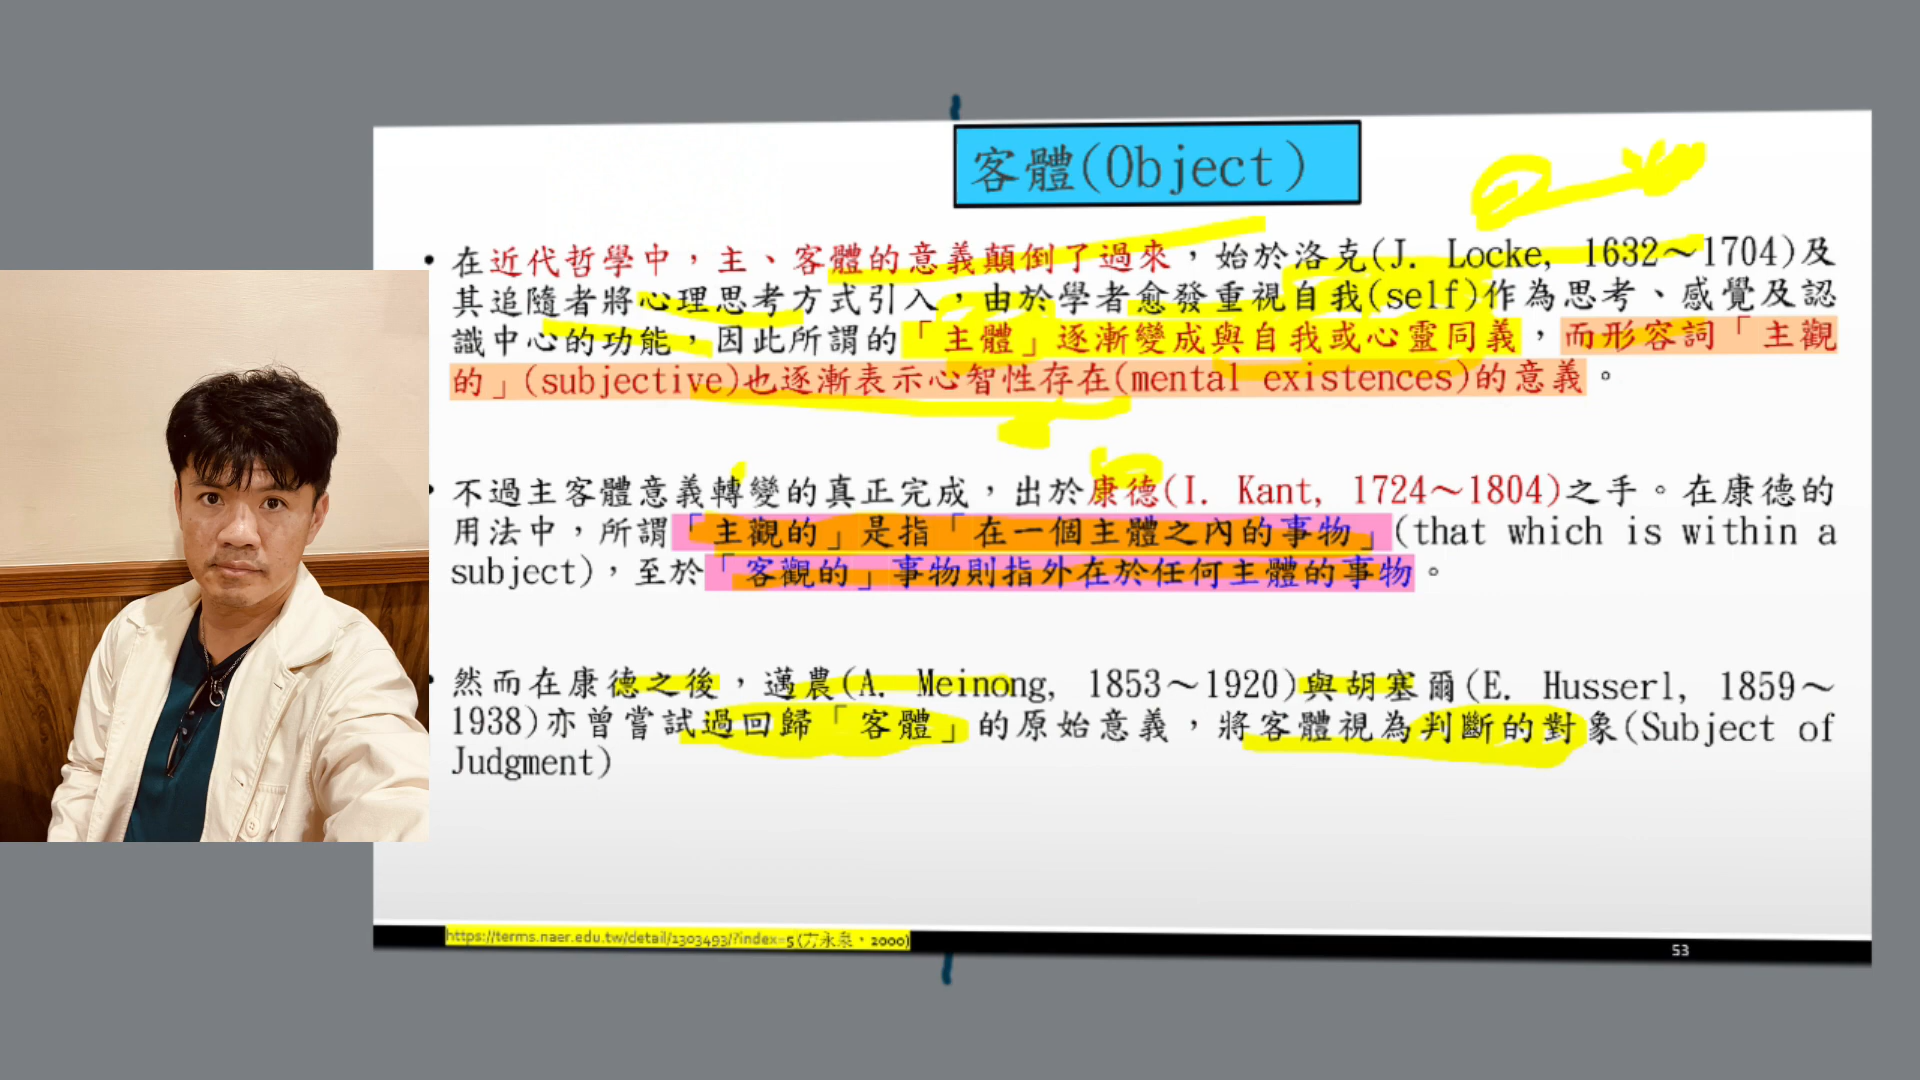 客體(Object)
• 在近代哲學中，主、客體的意義顛倒了過來，始於洛克(J. Locke, 1632～1704)及
其追隨者將心理思考方式引入，由於學者愈發重視自我(self)作為思考、感覺及認
識中心的功能，因此所謂的「主體」逐漸變成與自我或心靈同義，而形容詞「主觀
的」(subjective)也逐漸表示心智性存在(mental existences)的意義。
• 不過主客體意義轉變的真正完成，出於康德(I. Kant, 1724～1804)之手。在康德的
用法中，所謂「主觀的」是指「在一個主體之內的事物」(that which is within a
subject)，至於「客觀的」事物則指外在於任何主體的事物。
• 然而在康德之後，邁農(A. Meinong, 1853～1920)與胡塞爾(E. Husserl, 1859～
1938)亦曾嘗試過回歸「客體」的原始意義，將客體視為判斷的對象(Subject of
Judgment)
https://terms.naer.edu.tw/detail/1303493/?index=5 (方永泉，2000)
53